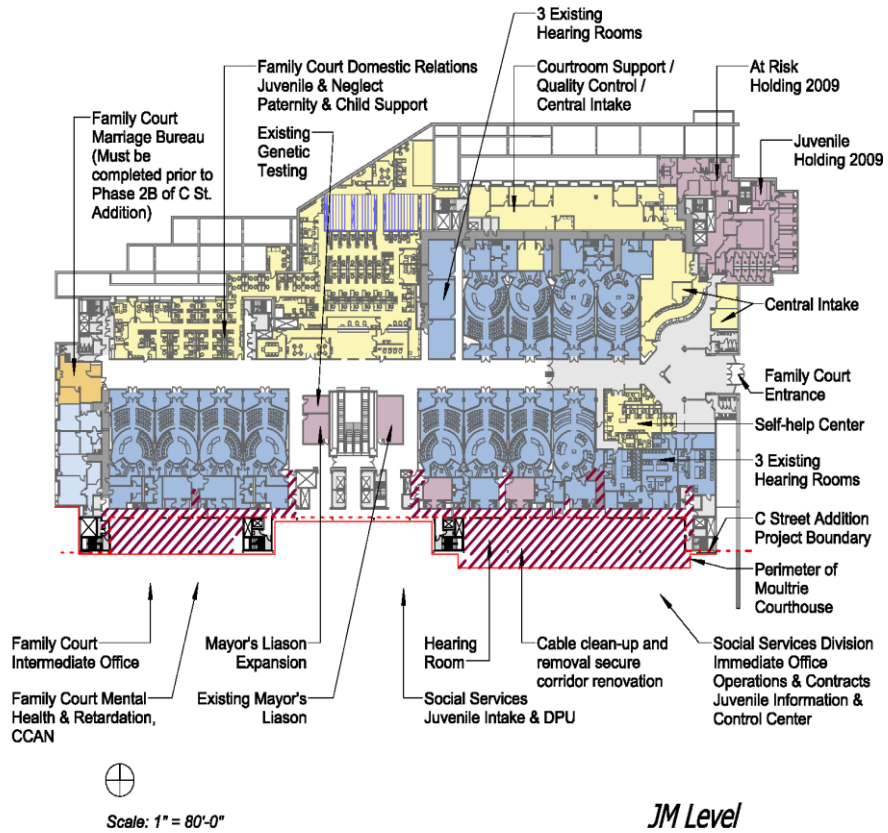 3 Existing
Hearing Rooms
Family Court Domestic Relations
Juvenile & Neglect
Paternity & Child Support
Courtroom Support /
Quality Control /
Central Intake
At Risk
Holding 2009
Family Court
Marriage Bureau
(Must be
completed prior to
Phase 2B of C St.
Addition)
Existing
Genetic
Testing
Juvenile
Holding 2009
Central Intake
Family Court
Entrance
Self-help Center
3 Existing
Hearing Rooms
C Street Addition
Project Boundary
Perimeter of
Moultrie
Courthouse
Family Court
Intermediate Office
Mayor's Liason
Expansion
Hearing
Room
Cable clean-up and
removal secure
corridor renovation
Social Services Division
Immediate Office
Operations & Contracts
Juvenile Information &
Control Center
Family Court Mental
Health & Retardation,
CCAN
Existing Mayor's
Liason
Social Services
Juvenile Intake & DPU
Scale: 1" = 80'-0"
JM Level